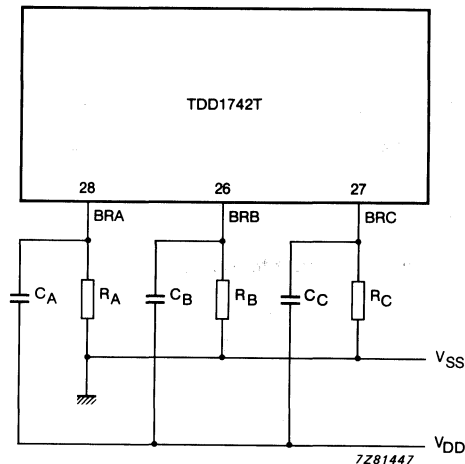 TDD1742T
28 26 27
BRA BRB BRC
CA RA CB RB CC RC
VSS
VDD
7Z81447